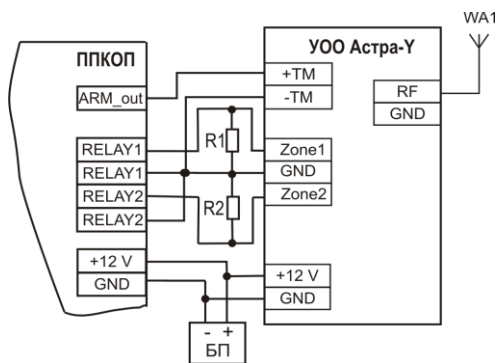 WA1
ППКОП
УОО Астра-Y
ARM_out
+TM
-TM
RF
GND
RELAY1
RELAY1
RELAY2
RELAY2
R1
R2
Zone1
GND
Zone2
+12 V
GND
+12 V
GND
- +
БП